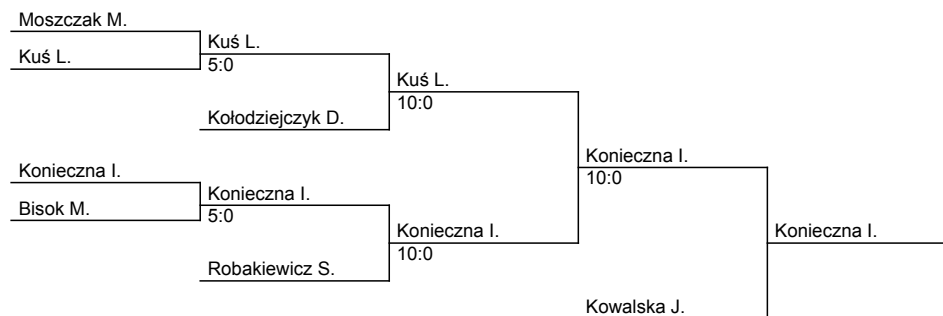 Moszczak M.
Kuś L.
Kuś L.
5:0
Kuś L.
10:0
Kołodziejczyk D.
Konieczna I.
10:0
Konieczna I.
Bisok M.
Konieczna I.
5:0
Konieczna I.
10:0
Robakiewicz S.
Konieczna I.
Kowalska J.